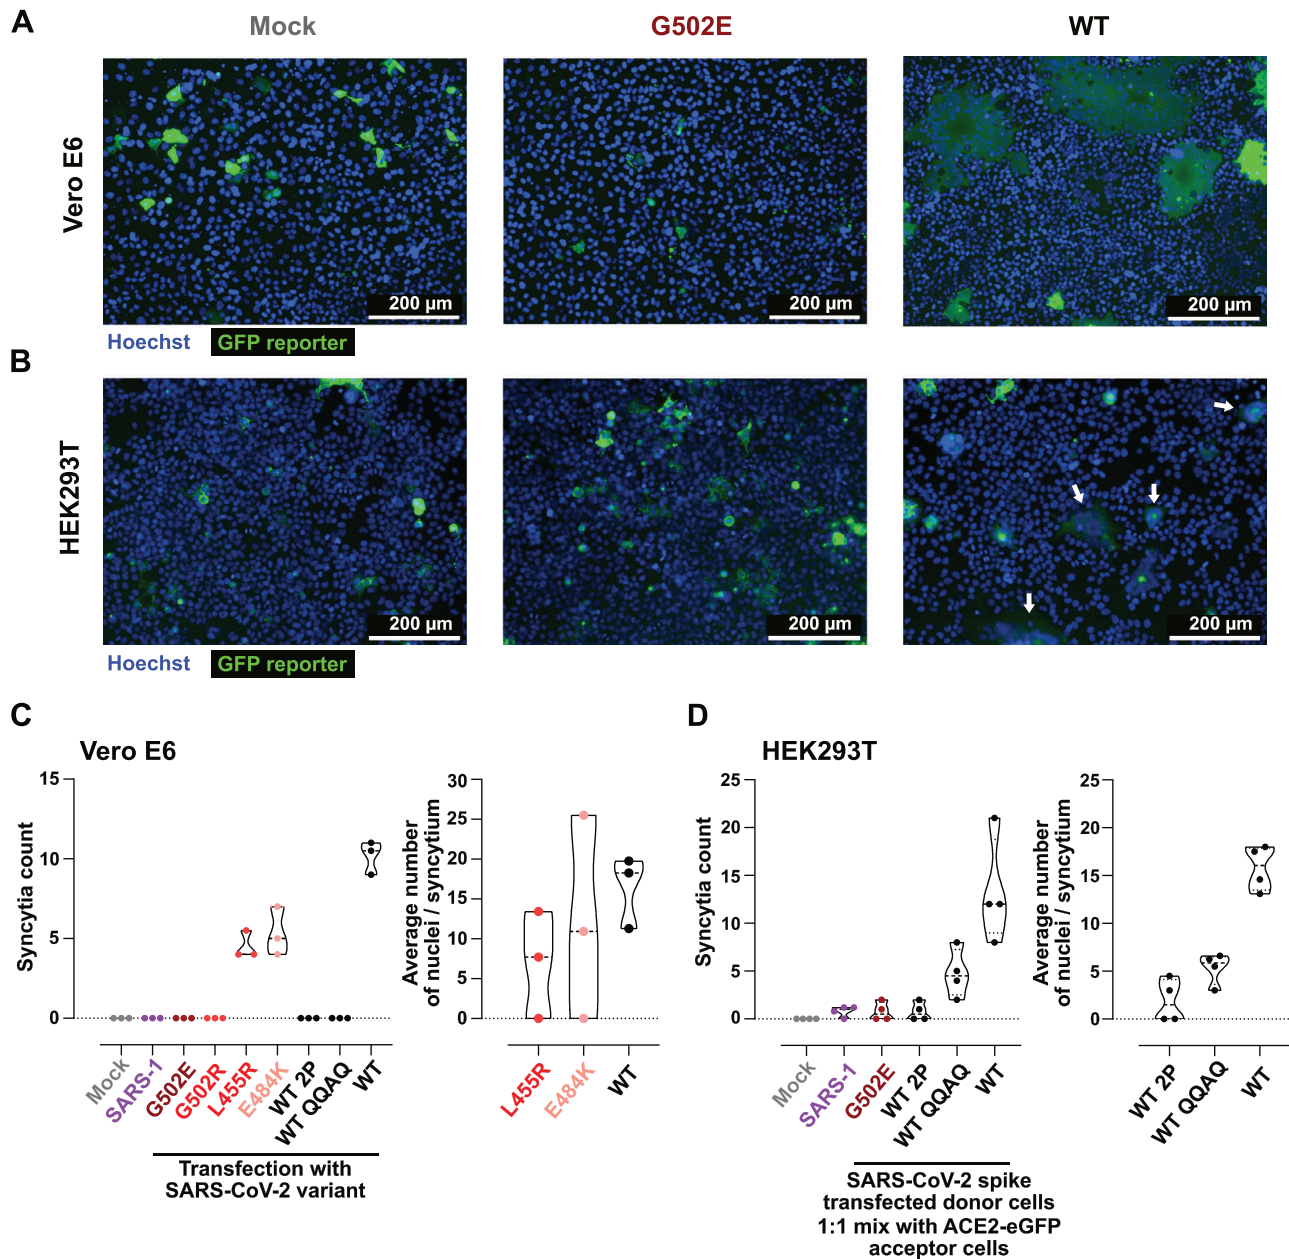 A
Mock
G502E
WT
Vero E6
200 µm
200 µm
200 µm
Hoechst
GFP reporter
B
HEK293T
200 µm
200 µm
200 µm
Hoechst
GFP reporter
C
Vero E6
Syncytia count
15
10
5
0
Mock
SARS-1
G502E
G502R
L455R
E484K
WT 2P
WT QQAQ
WT
Transfection with
SARS-CoV-2 variant
Average number
of nuclei / syncytium
30
25
20
15
10
5
0
L455R
E484K
WT
D
HEK293T
Syncytia count
25
20
15
10
5
0
Mock
SARS-1
G502E
WT 2P
WT QQAQ
WT
SARS-CoV-2 spike
transfected donor cells
1:1 mix with ACE2-eGFP
acceptor cells
Average number
of nuclei / syncytium
25
20
15
10
5
0
WT 2P
WT QQAQ
WT